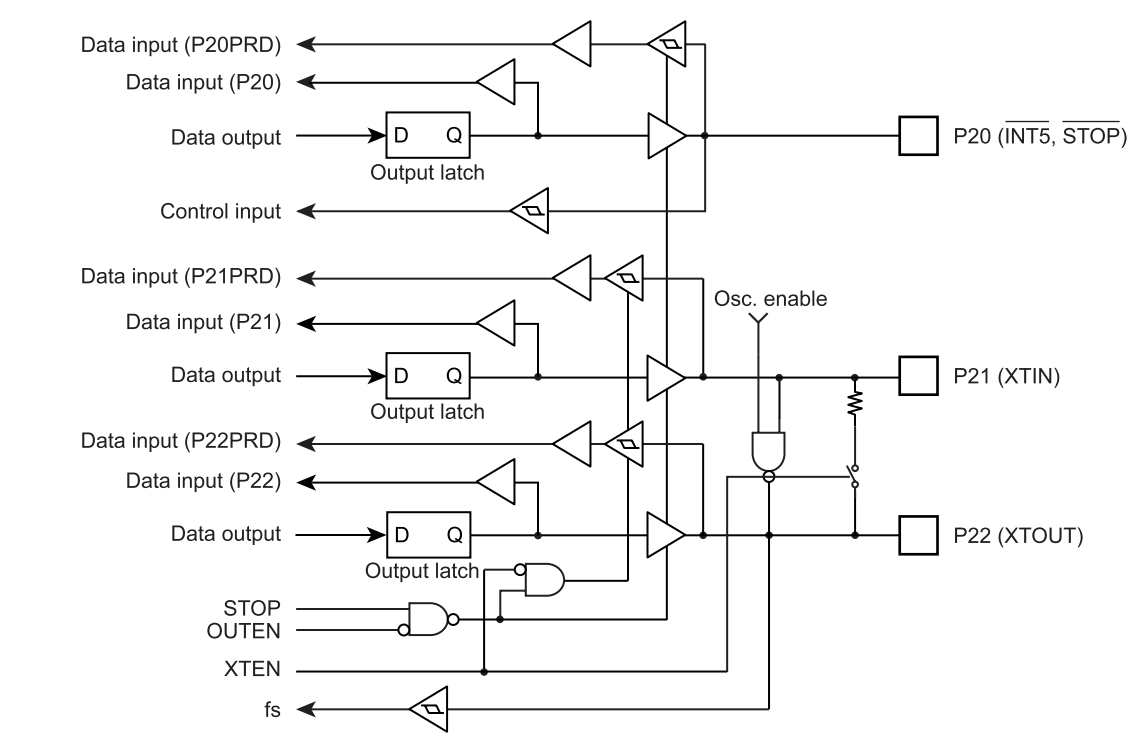 Data input (P20PRD)
Data input (P20)
Data output
D Q
Output latch
P20 (INT5, STOP)
Control input
Data input (P21PRD)
Osc. enable
Data input (P21)
Data output
D Q
Output latch
P21 (XTIN)
Data input (P22PRD)
Data input (P22)
Data output
D Q
Output latch
P22 (XTOUT)
STOP
OUTEN
XTEN
fs